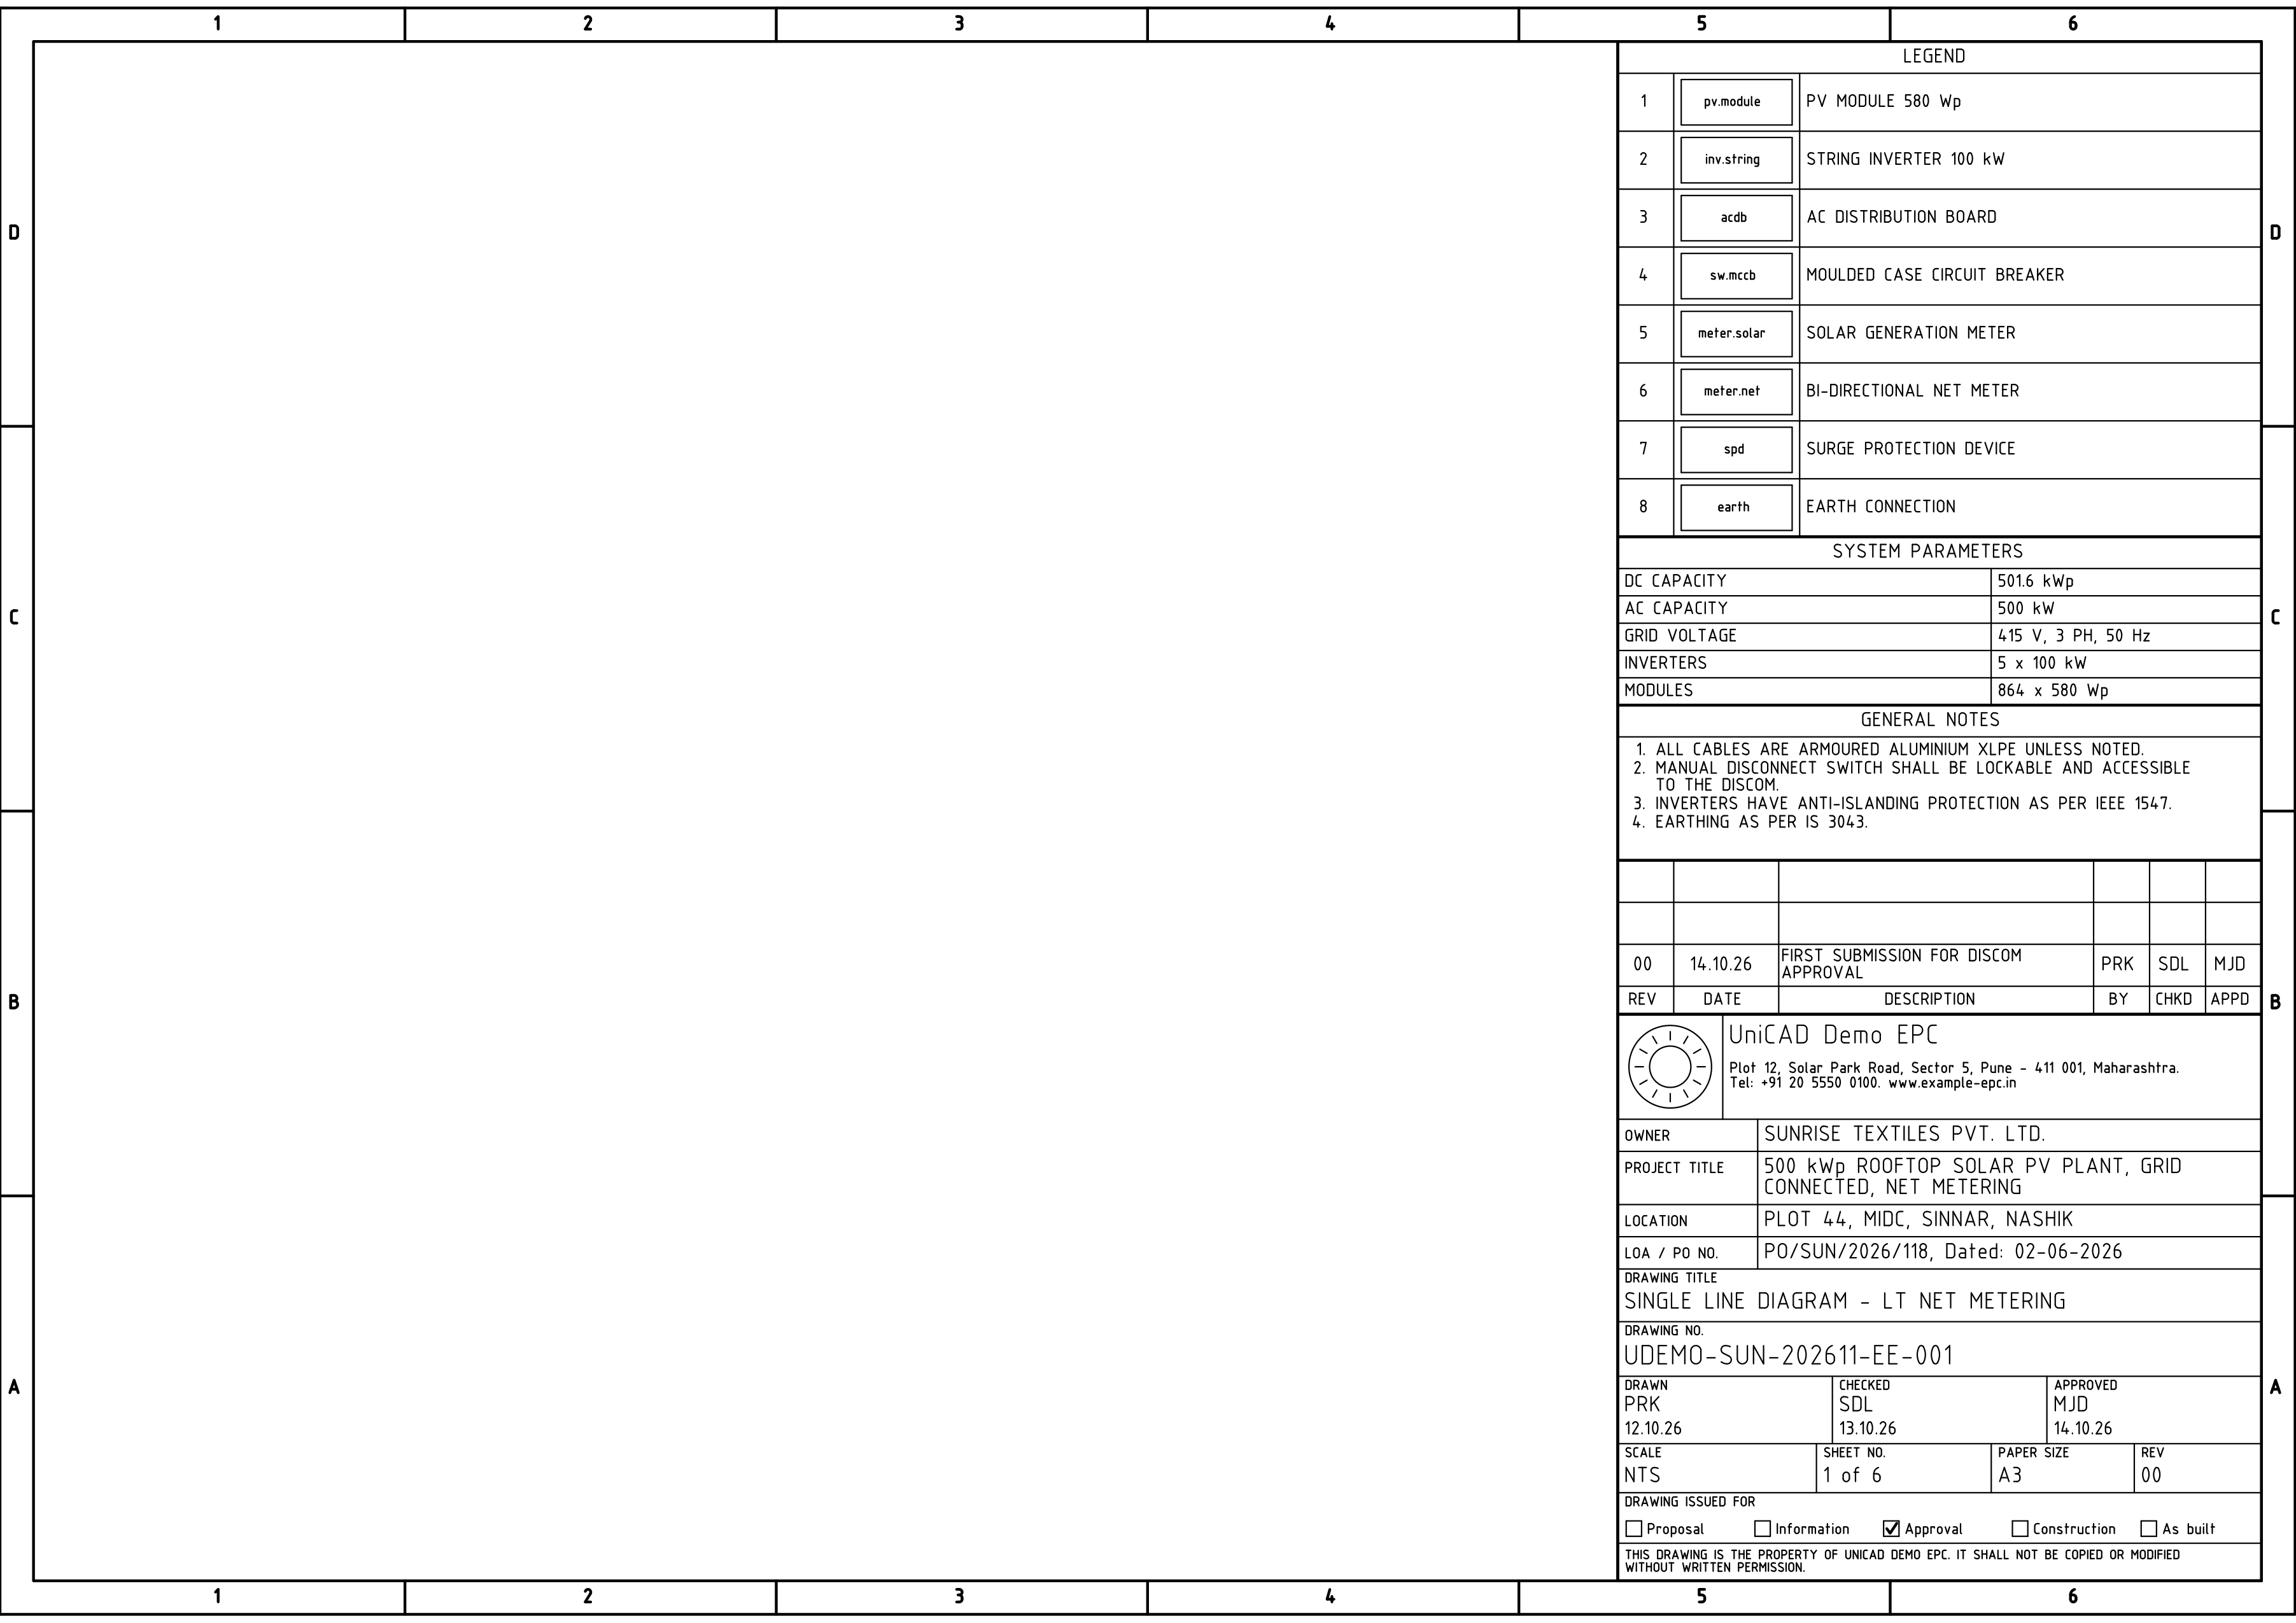 1 2 3 4 5 6
LEGEND
1 pv.module PV MODULE 580 Wp
2 inv.string STRING INVERTER 100 kW
3 acdb AC DISTRIBUTION BOARD
D D
4 sw.mccb MOULDED CASE CIRCUIT BREAKER
5 meter.solar SOLAR GENERATION METER
6 meter.net BI-DIRECTIONAL NET METER
7 spd SURGE PROTECTION DEVICE
8 earth EARTH CONNECTION
SYSTEM PARAMETERS
DC CAPACITY 501.6 kWp
AC CAPACITY 500 kW
C C
GRID VOLTAGE 415 V, 3 PH, 50 Hz
INVERTERS 5 x 100 kW
MODULES 864 x 580 Wp
GENERAL NOTES
1. ALL CABLES ARE ARMOURED ALUMINIUM XLPE UNLESS NOTED.
2. MANUAL DISCONNECT SWITCH SHALL BE LOCKABLE AND ACCESSIBLE
TO THE DISCOM.
3. INVERTERS HAVE ANTI-ISLANDING PROTECTION AS PER IEEE 1547.
4. EARTHING AS PER IS 3043.
00 14.10.26 FIRST SUBMISSION FOR DISCOM
APPROVAL PRK SDL MJD
REV DATE DESCRIPTION BY CHKD APPD
B B
UniCAD Demo EPC
Plot 12, Solar Park Road, Sector 5, Pune - 411 001, Maharashtra.
Tel: +91 20 5550 0100. www.example-epc.in
OWNER SUNRISE TEXTILES PVT. LTD.
PROJECT TITLE 500 kWp ROOFTOP SOLAR PV PLANT, GRID
CONNECTED, NET METERING
LOCATION PLOT 44, MIDC, SINNAR, NASHIK
LOA / PO NO. PO/SUN/2026/118, Dated: 02-06-2026
DRAWING TITLE
SINGLE LINE DIAGRAM - LT NET METERING
DRAWING NO.
UDEMO-SUN-202611-EE-001
A A
DRAWN CHECKED APPROVED
PRK SDL MJD
12.10.26 13.10.26 14.10.26
SCALE SHEET NO. PAPER SIZE REV
NTS 1 of 6 A3 00
DRAWING ISSUED FOR
Proposal Information Approval Construction As built
THIS DRAWING IS THE PROPERTY OF UNICAD DEMO EPC. IT SHALL NOT BE COPIED OR MODIFIED
WITHOUT WRITTEN PERMISSION.
1 2 3 4 5 6